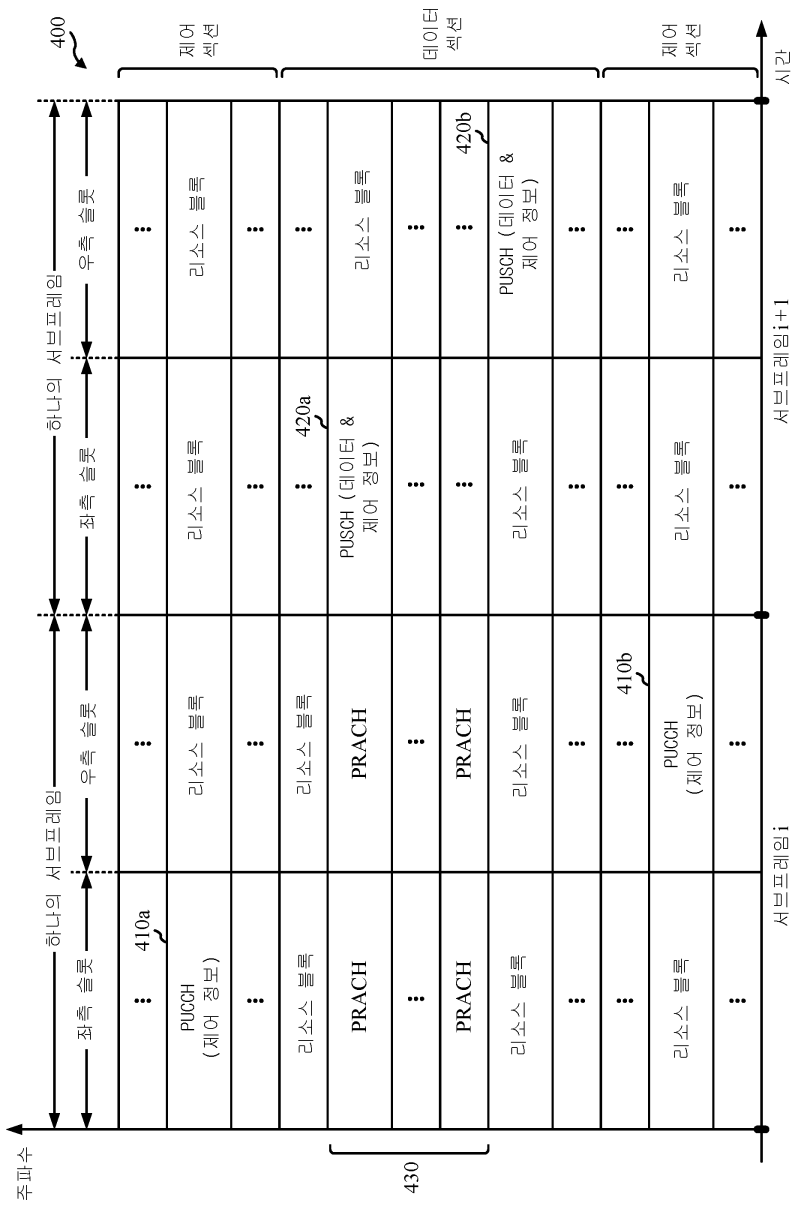 400
하나의 서브프레임
하나의 서브프레임
좌측 슬롯
우측 슬롯
좌측 슬롯
우측 슬롯
주파수
410a
...
...
...
...
제어
섹션
PUCCH
(제어 정보)
리소스 블록
리소스 블록
리소스 블록
...
...
...
...
420a
리소스 블록
리소스 블록
...
...
데이터
섹션
430
PRACH
PRACH
PUSCH (데이터 &
제어 정보)
리소스 블록
...
...
...
...
420b
PRACH
PRACH
...
...
리소스 블록
리소스 블록
리소스 블록
PUSCH (데이터 &
제어 정보)
...
...
...
...
410b
...
...
...
...
제어
섹션
리소스 블록
PUCCH
(제어 정보)
리소스 블록
리소스 블록
...
...
...
...
시간
서브프레임i
서브프레임i+1